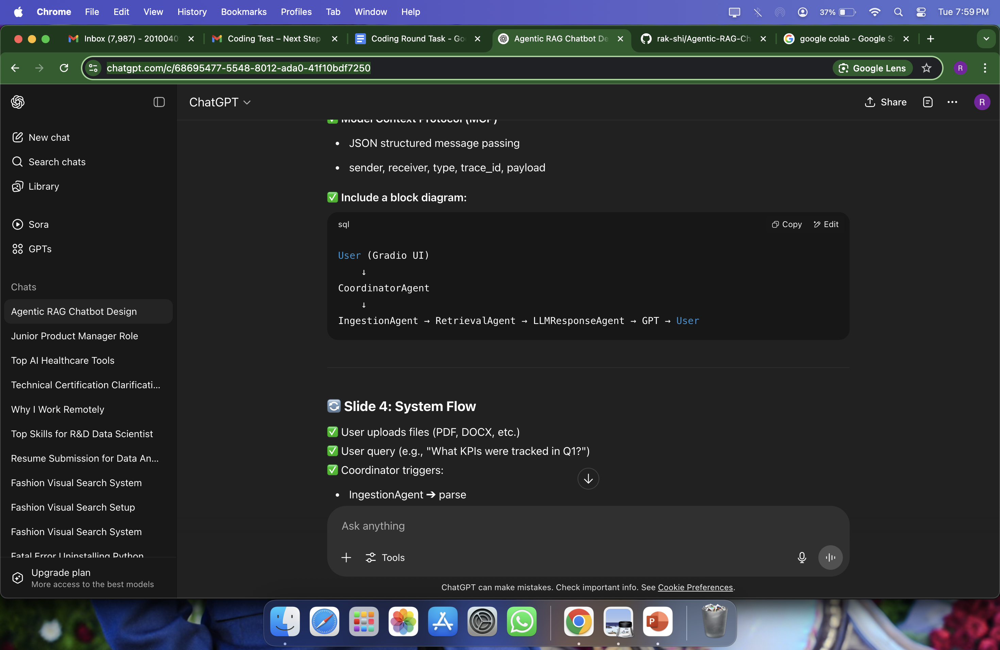 Chrome File Edit View History Bookmarks Profiles Tab Window Help 37% Tue 7:59 PM
Inbox (7,987) - 2010040 Coding Test – Next Step Coding Round Task - Go Agentic RAG Chatbot De rak-shi/Agentic-RAG-Ch google colab - Google S
chatgpt.com/c/68695477-5548-8012-ada0-41f10bdf7250 Google Lens R
ChatGPT Share R
New chat
Search chats
Library
Sora
GPTs
Chats
Agentic RAG Chatbot Design
Junior Product Manager Role
Top AI Healthcare Tools
Technical Certification Clarificati...
Why I Work Remotely
Top Skills for R&D Data Scientist
Resume Submission for Data An...
Fashion Visual Search System
Fashion Visual Search Setup
Fashion Visual Search System
Fatal Error Uninstalling Python
Upgrade plan
More access to the best models
✅ Model Context Protocol (MCP)
• JSON structured message passing
• sender, receiver, type, trace_id, payload
✅ Include a block diagram:
sql Copy Edit
User (Gradio UI)
↓
CoordinatorAgent
↓
IngestionAgent → RetrievalAgent → LLMResponseAgent → GPT → User
🔄 Slide 4: System Flow
✅ User uploads files (PDF, DOCX, etc.)
✅ User query (e.g., "What KPIs were tracked in Q1?")
✅ Coordinator triggers:
• IngestionAgent ➔ parse
Ask anything
Tools
ChatGPT can make mistakes. Check important info. See Cookie Preferences.